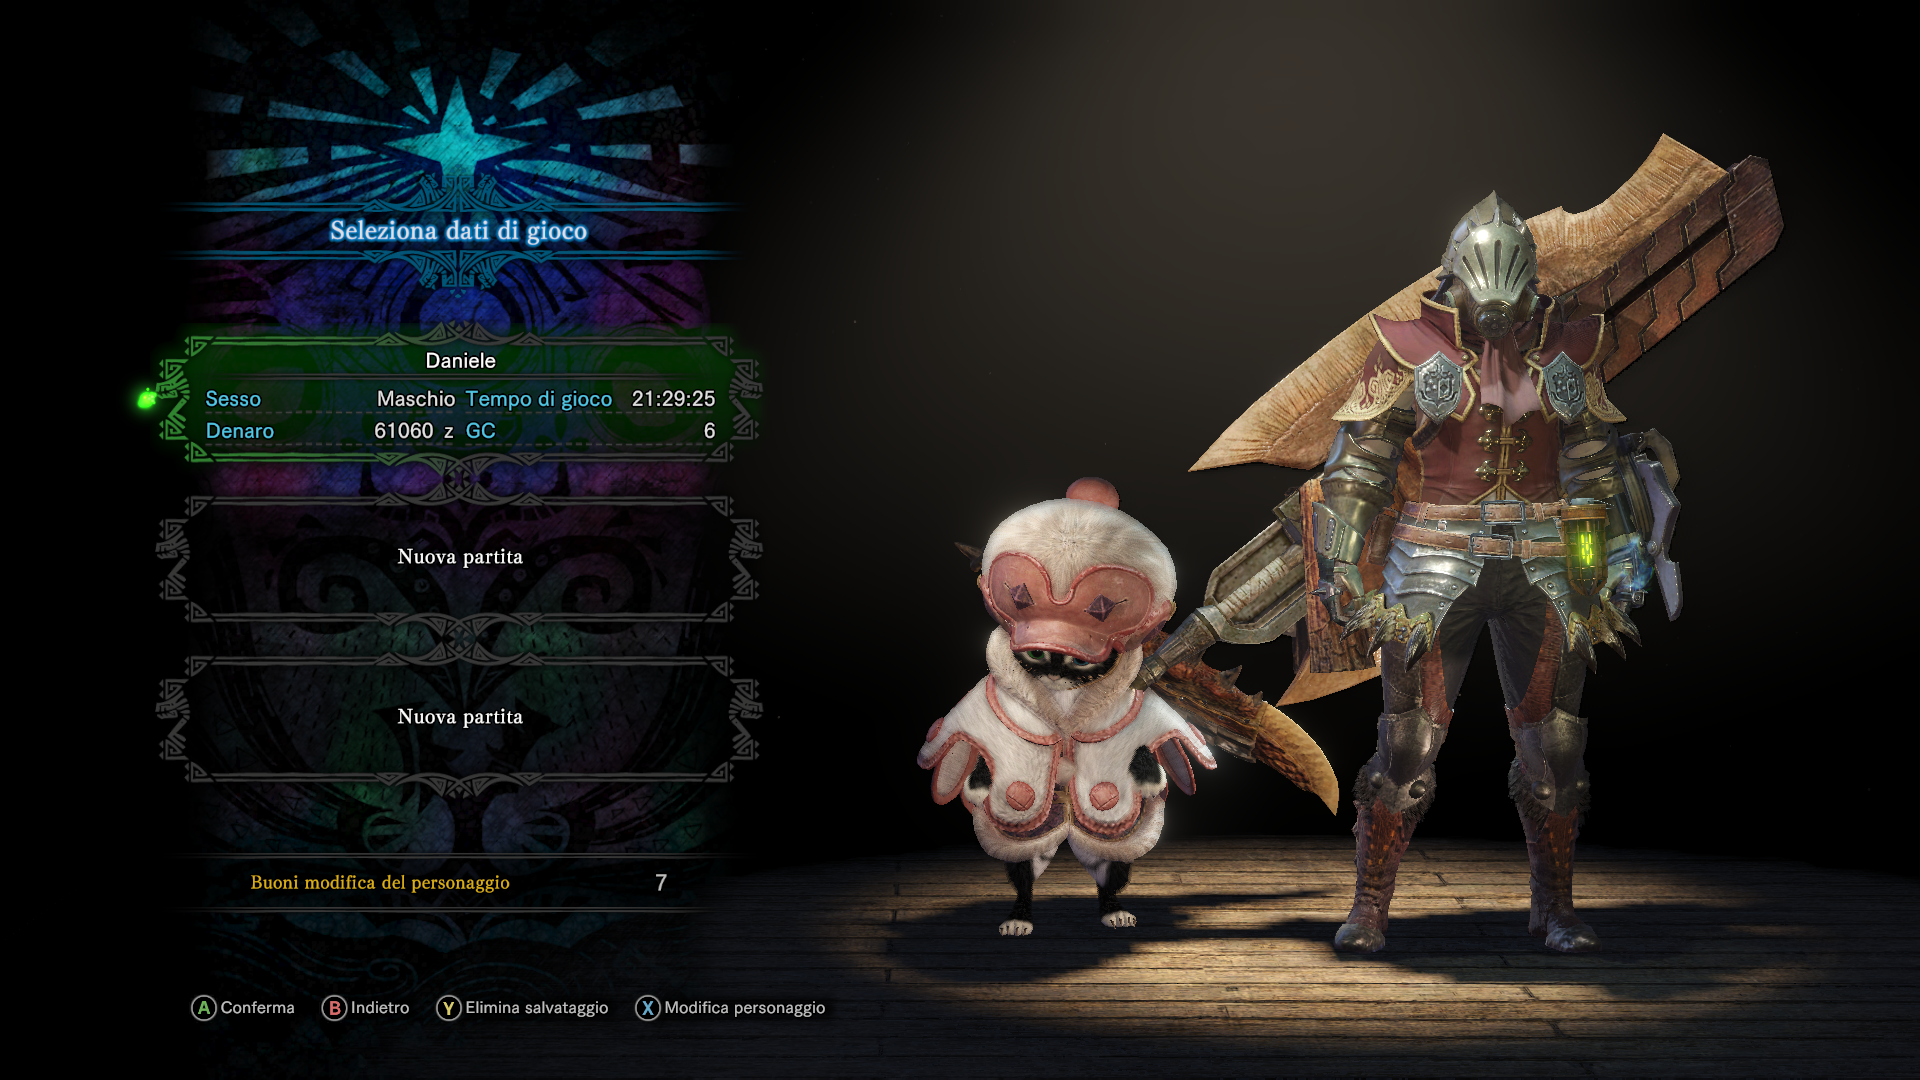 Seleziona dati di gioco
Daniele
Sesso Maschio Tempo di gioco 21:29:25
Denaro 61060 z GC 6
Nuova partita
Nuova partita
Buoni modifica del personaggio 7
A Conferma B Indietro Y Elimina salvataggio X Modifica personaggio